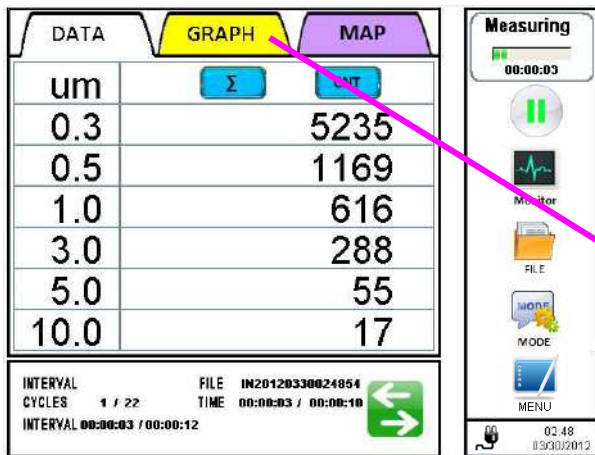 DATA GRAPH MAP
um Σ CNT
0.3 5235
0.5 1169
1.0 616
3.0 288
5.0 55
10.0 17
INTERVAL FILE IN20120330024854
CYCLES 1 / 22 TIME 00:00:03 / 00:00:10
INTERVAL 00:00:03 / 00:00:12
Measuring
00:00:03
Monitor
FILE
MODE
MODE
MENU
02:48
03/30/2012